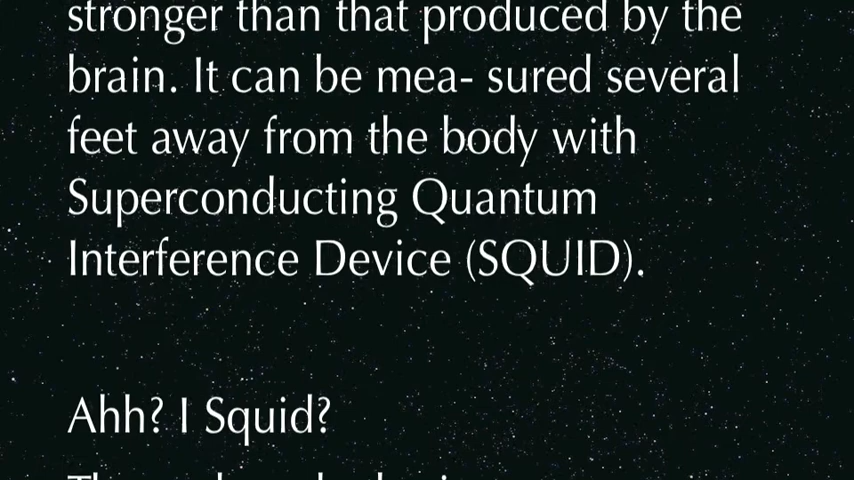 stronger than that produced by the
brain. It can be mea- sured several
feet away from the body with
Superconducting Quantum
Interference Device (SQUID).
Ahh? I Squid?